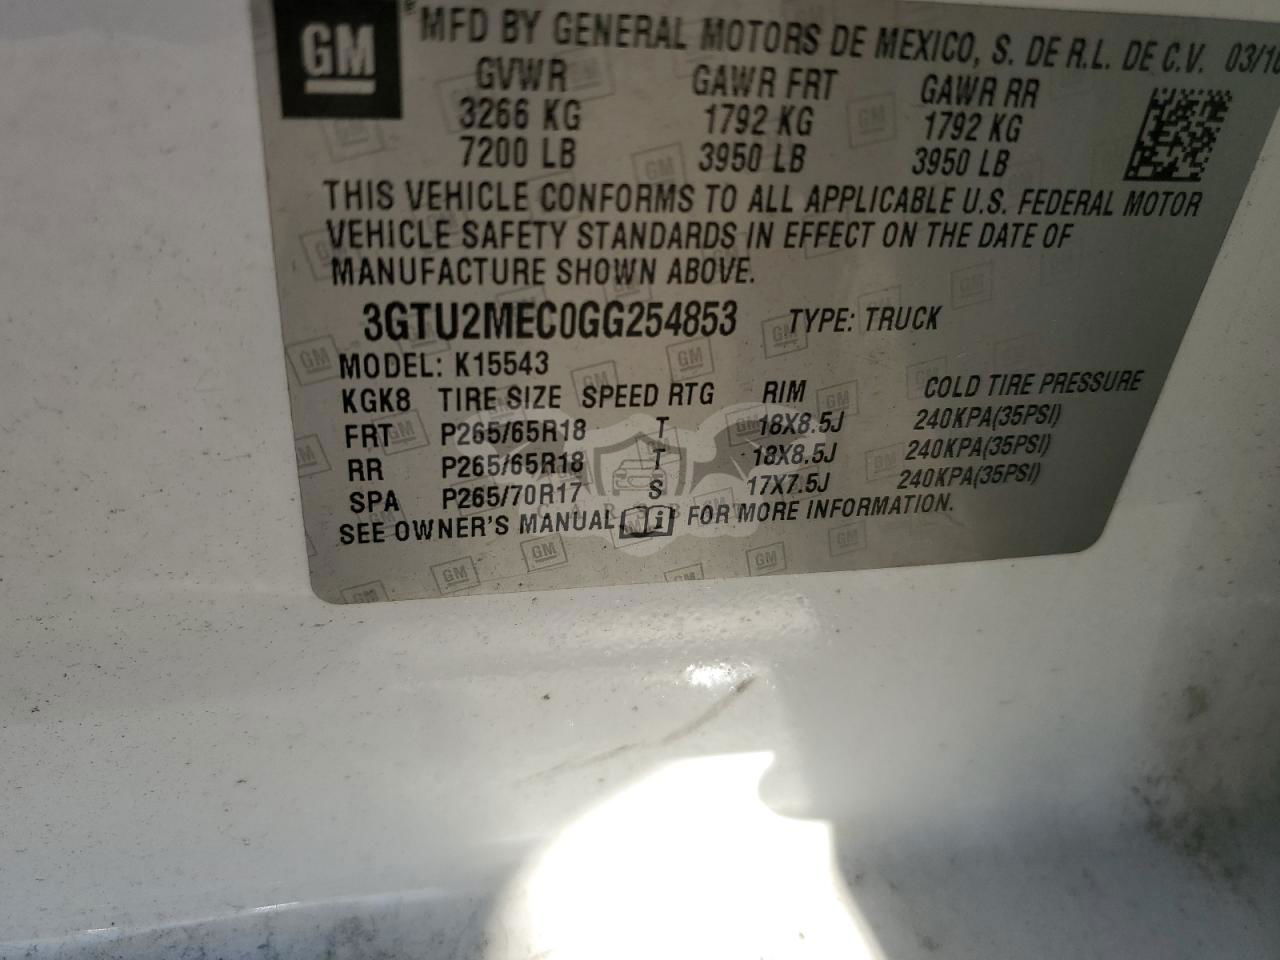 GM
MFD BY GENERAL MOTORS DE MEXICO, S. DE R.L. DE C.V. 03/16
GVWR GAWR FRT GAWR RR
3266 KG 1792 KG 1792 KG
7200 LB 3950 LB 3950 LB
THIS VEHICLE CONFORMS TO ALL APPLICABLE U.S. FEDERAL MOTOR
VEHICLE SAFETY STANDARDS IN EFFECT ON THE DATE OF
MANUFACTURE SHOWN ABOVE.
3GTU2MEC0GG254853 TYPE: TRUCK
MODEL: K15543
KGK8 TIRE SIZE SPEED RTG RIM COLD TIRE PRESSURE
FRT P265/65R18 T 18X8.5J 240KPA(35PSI)
RR P265/65R18 T 18X8.5J 240KPA(35PSI)
SPA P265/70R17 S 17X7.5J 240KPA(35PSI)
SEE OWNER'S MANUAL i FOR MORE INFORMATION.